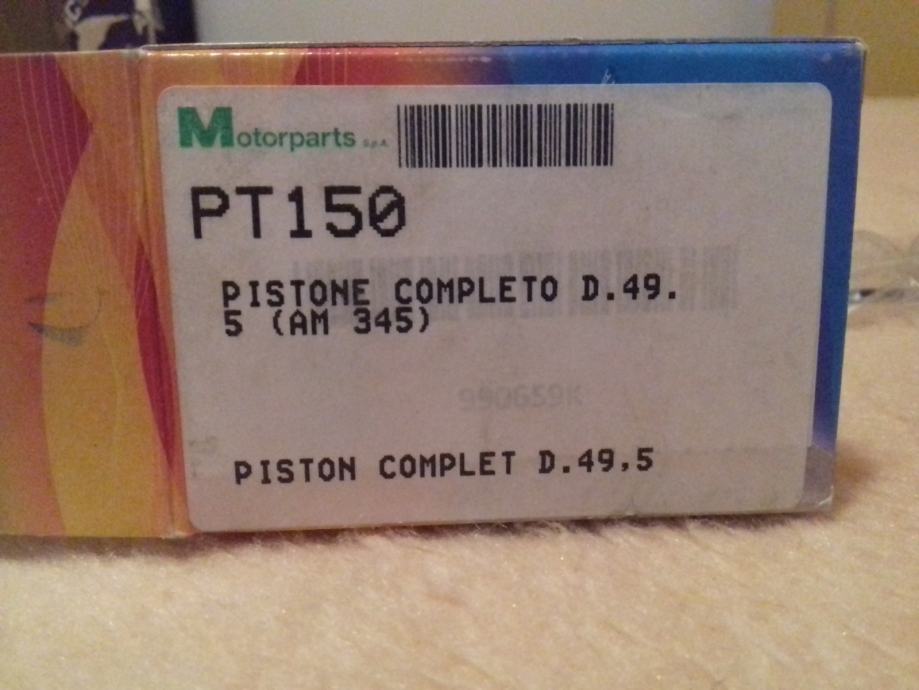 Motorparts S.p.A.
PT150
PISTONE COMPLETO D.49.
5 (AM 345)
990659K
PISTON COMPLET D.49,5